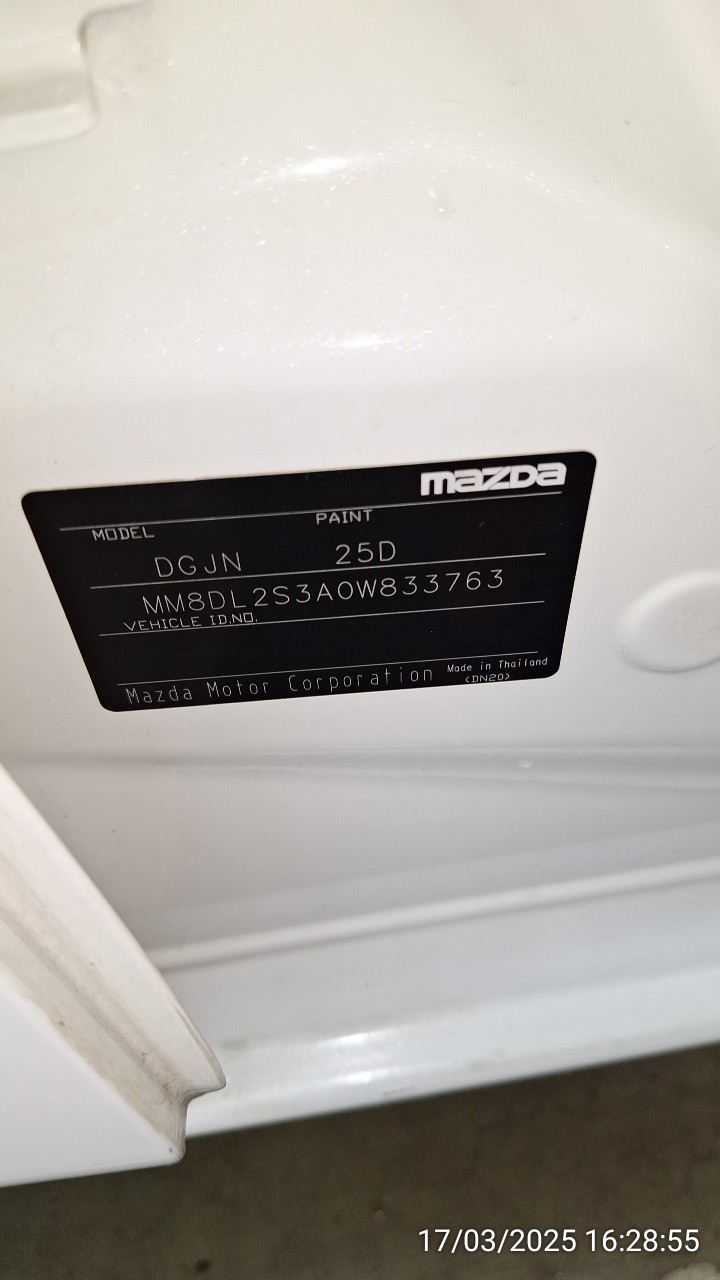 mazda
MODEL PAINT
DGJN 25D
MM8DL2S3A0W833763
VEHICLE ID.NO.
Mazda Motor Corporation Made in Thailand
(DN20)
17/03/2025 16:28:55